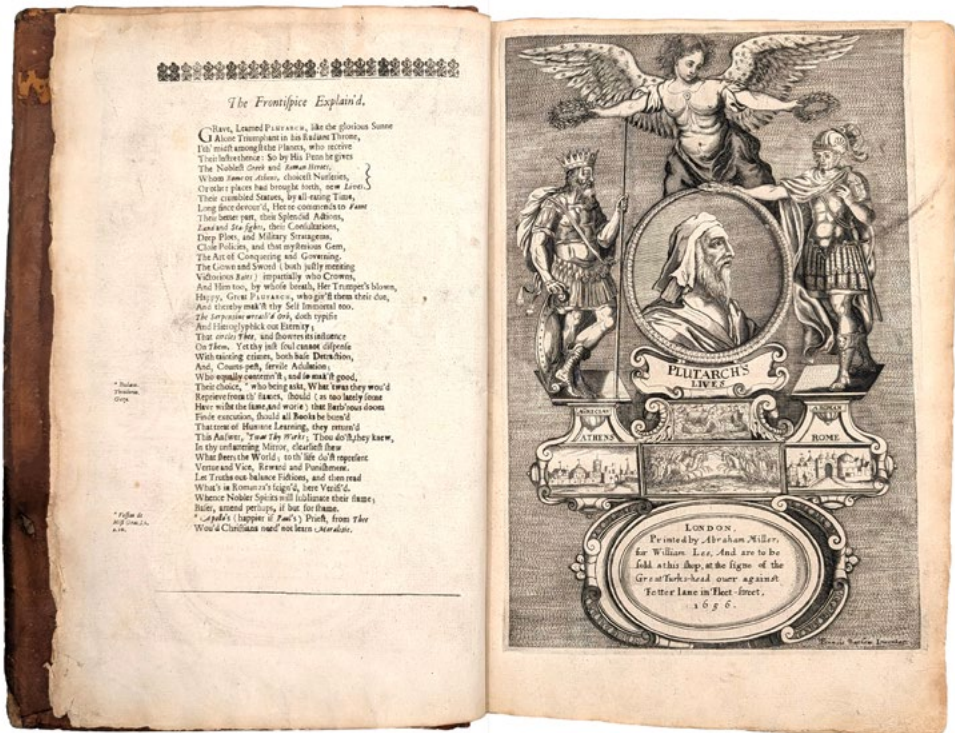 The Frontiſpice Explain'd.
GRave, Learned PLUTARCH, like the glorious Sunne
Alone Triumphant in his Radiant Throne,
I'th' midſt amongſt the Planets, who receive
Their luſtre thence: So by His Penn he gives
The Nobleſt Greek and Roman Heroes,
Whom Rome or Athens, choiceſt Nurſeries,
Or other places had brought forth, new Lives.
Their crumbled Statues, by all-eating Time,
Long ſince devour'd, Here commends to Fame
Their better part, their Splendid Actions,
Land and Sea-fights, their Conſultations,
Deep Plots, and Military Stratagems,
Cloſe Policies, and that myſterious Gem,
The Art of Conquering and Governing.
The Gown and Sword (both juſtly meriting
Victorious Baies) impartially who Crowns,
And Him too, by whoſe breath, Her Trumpet's blown,
Happy, Great PLUTARCH, who giv'ſt them their due,
And thereby mak'ſt thy Self Immortal too.
The Serpentine wreath'd Orb, doth typifie
And Hieroglyphick out Eternity;
That circles Thee, and ſhowres its influence
On Them. Yet thy juſt ſoul cannot diſpenſe
With tainting crimes, both baſe Detraction,
And, Courts-peſt, ſervile Adulation;
Who equally contemn'ſt, and ſo mak'ſt good,
Their choice, * who being askt, What 'twas they wou'd
Reprieve from th' flames, ſhould (as too lately ſome
Have wiſht the ſame, and worſe) that Barb'rous doom
Finde execution, ſhould all Books be burn'd
That treat of Humane Learning, they return'd
This Anſwer, 'Twas Thy Works; Thou do'ſt, they knew,
In thy unflattering Mirror, clearlieſt ſhew
What ſteers the World; to th' life do'ſt repreſent
Vertue and Vice, Reward and Puniſhment.
Let Truths out-balance Fictions, and then read
What's in Romanza's feign'd, here Verifi'd.
Whence Nobler Spirits will ſublimate their flame;
Baſer, amend perhaps, if but for ſhame.
* Apollo's (happier if Paul's) Prieſt, from Thee
Wou'd Chriſtians need not learn Moralitie.
* Theodorus
Gaza.
PLUTARCH'S
LIVES
A GRECIAN
ATHENS
A ROMAN
ROME
LONDON,
Printed by Abraham Miller,
for William Lee, And are to be
ſold at his ſhop, at the ſigne of the
Great Turks-head over againſt
Fetter Lane in Fleet-ſtreet,
1656.